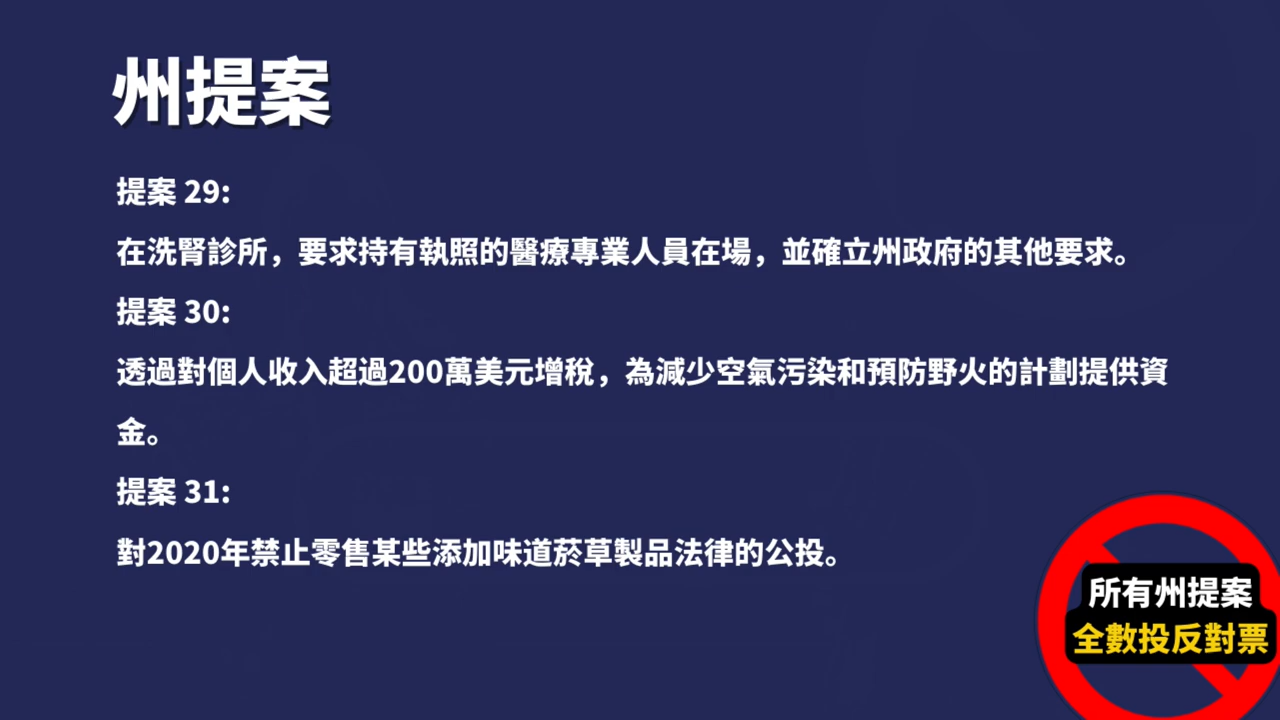 州提案
提案 29:
在洗腎診所，要求持有執照的醫療專業人員在場，並確立州政府的其他要求。
提案 30:
透過對個人收入超過200萬美元增稅，為減少空氣污染和預防野火的計劃提供資
金。
提案 31:
對2020年禁止零售某些添加味道菸草製品法律的公投。
所有州提案
全數投反對票